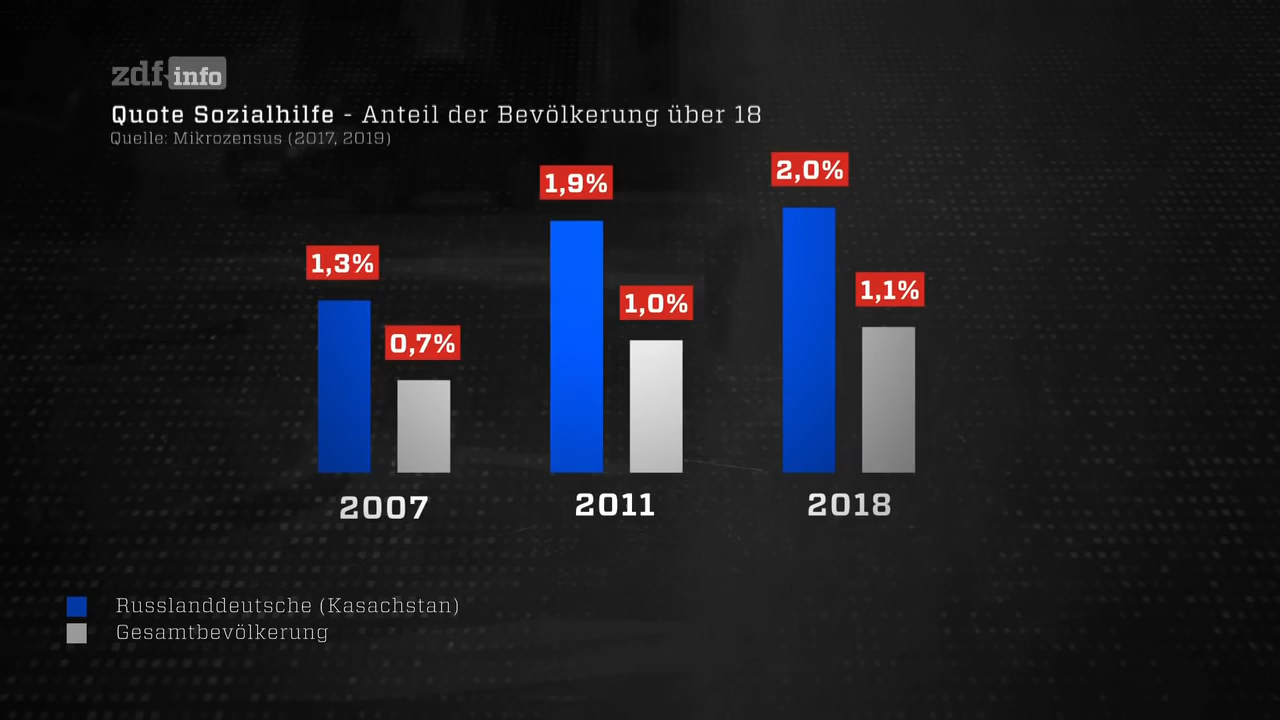 zdf info
Quote Sozialhilfe - Anteil der Bevölkerung über 18
Quelle: Mikrozensus (2017, 2019)
1,3%
0,7%
1,9%
1,0%
2,0%
1,1%
2007
2011
2018
Russlanddeutsche (Kasachstan)
Gesamtbevölkerung